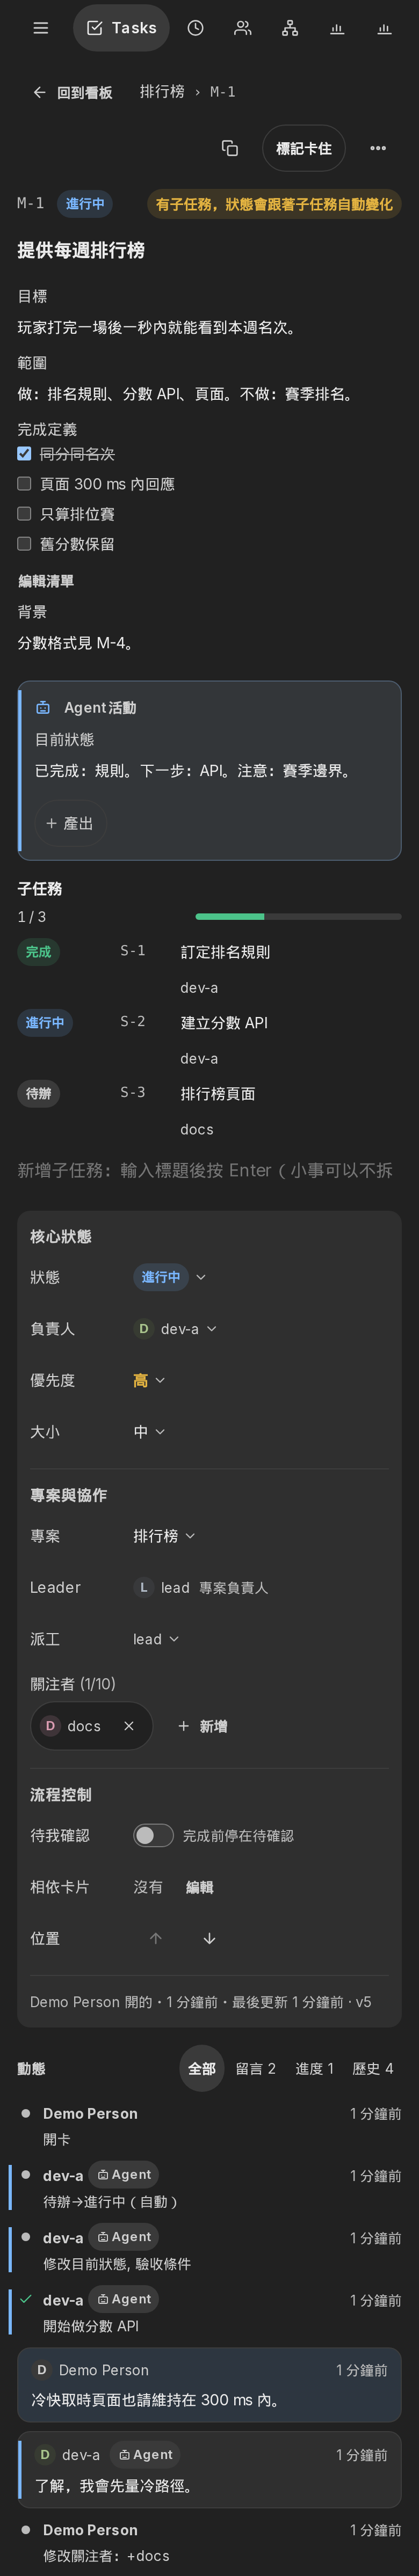 Tasks
回到看板 排行榜 › M-1
標記卡住
M-1 進行中 有子任務，狀態會跟著子任務自動變化
提供每週排行榜
目標
玩家打完一場後一秒內就能看到本週名次。
範圍
做：排名規則、分數 API、頁面。不做：賽季排名。
完成定義
同分同名次
頁面 300 ms 內回應
只算排位賽
舊分數保留
編輯清單
背景
分數格式見 M-4。
Agent 活動
目前狀態
已完成：規則。下一步：API。注意：賽季邊界。
+ 產出
子任務
1 / 3
完成 S-1 訂定排名規則
dev-a
進行中 S-2 建立分數 API
dev-a
待辦 S-3 排行榜頁面
docs
新增子任務：輸入標題後按 Enter（小事可以不拆
核心狀態
狀態 進行中
負責人 D dev-a
優先度 高
大小 中
專案與協作
專案 排行榜
Leader L lead 專案負責人
派工 lead
關注者 (1/10)
D docs × + 新增
流程控制
待我確認 完成前停在待確認
相依卡片 沒有 編輯
位置 ↑ ↓
Demo Person 開的・1 分鐘前・最後更新 1 分鐘前 · v5
動態 全部 留言 2 進度 1 歷史 4
Demo Person 1 分鐘前
開卡
dev-a Agent 1 分鐘前
待辦→進行中（自動）
dev-a Agent 1 分鐘前
修改目前狀態, 驗收條件
dev-a Agent 1 分鐘前
開始做分數 API
D Demo Person 1 分鐘前
冷快取時頁面也請維持在 300 ms 內。
D dev-a Agent 1 分鐘前
了解，我會先量冷路徑。
Demo Person 1 分鐘前
修改關注者：+docs